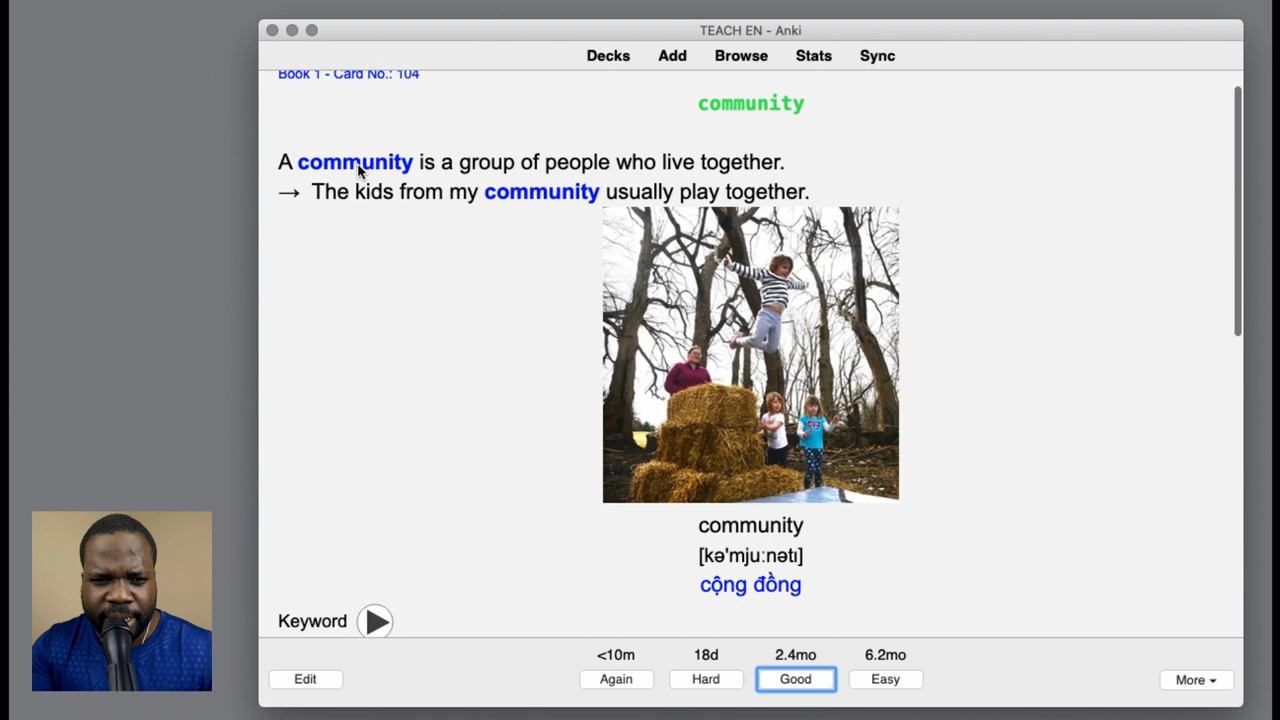 TEACH EN - Anki
Decks Add Browse Stats Sync
Book 1 - Card No.: 104
community
A community is a group of people who live together.
→ The kids from my community usually play together.
community
[kə'mjuːnətɪ]
cộng đồng
Keyword
<10m 18d 2.4mo 6.2mo
Edit Again Hard Good Easy More